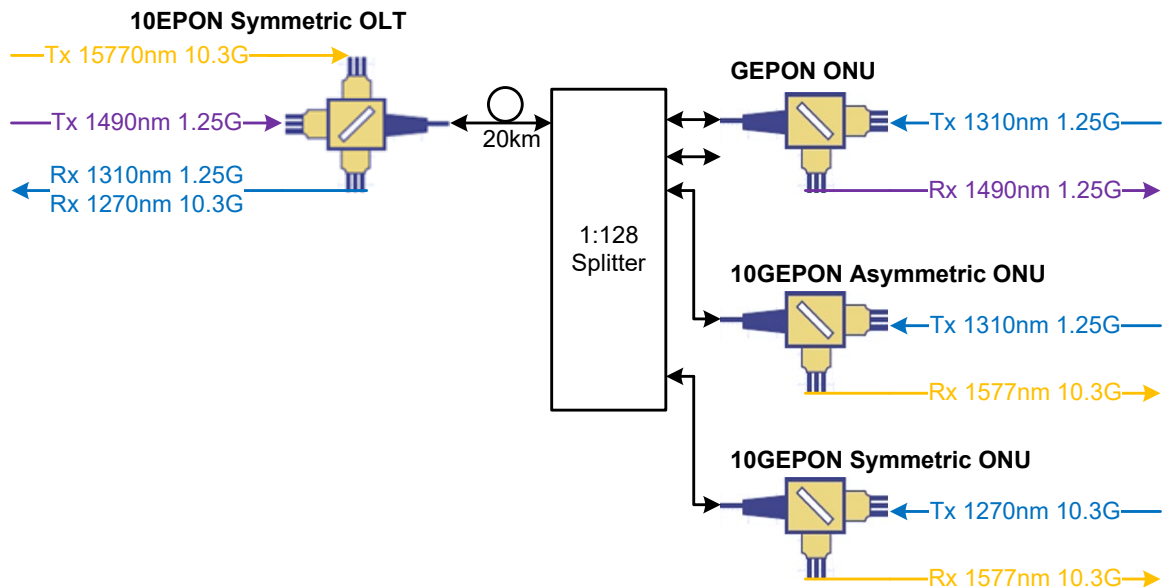 10EPON Symmetric OLT
Tx 15770nm 10.3G
Tx 1490nm 1.25G
Rx 1310nm 1.25G
Rx 1270nm 10.3G
20km
1:128
Splitter
GEPON ONU
Tx 1310nm 1.25G
Rx 1490nm 1.25G
10GEPON Asymmetric ONU
Tx 1310nm 1.25G
Rx 1577nm 10.3G
10GEPON Symmetric ONU
Tx 1270nm 10.3G
Rx 1577nm 10.3G